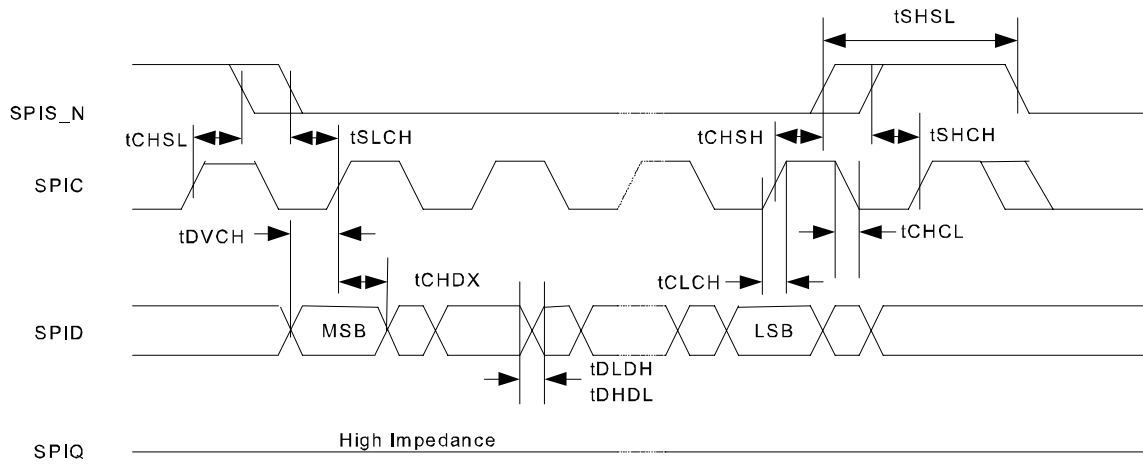 tSHSL
SPIS_N
tCHSL
tSLCH
tCHSH
tSHCH
SPIC
tDVCH
tCHCL
tCHDX
tCLCH
SPID
MSB
LSB
tDLDH
tDHDL
High Impedance
SPIQ